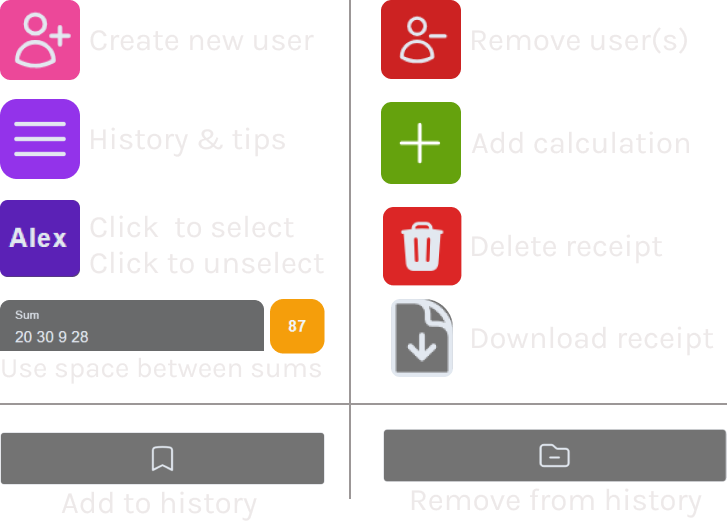 Create new user
History & tips
Alex
Click to select
Click to unselect
Sum
20 30 9 28
87
Use space between sums
Add to history
Remove user(s)
Add calculation
Delete receipt
Download receipt
Remove from history